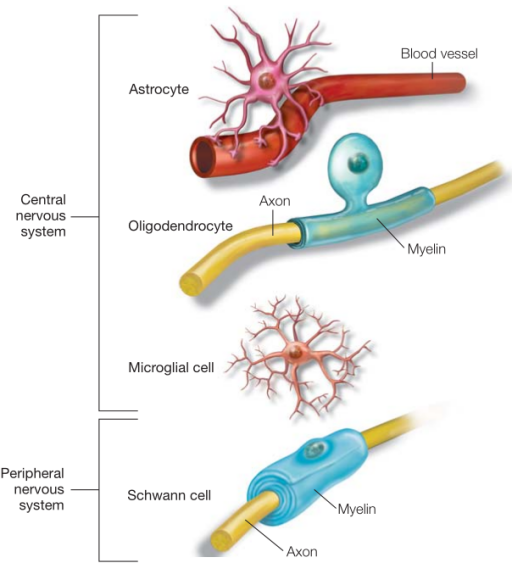 Blood vessel
Astrocyte
Central
nervous
system
Axon
Oligodendrocyte
Myelin
Microglial cell
Peripheral
nervous
system
Schwann cell
Myelin
Axon